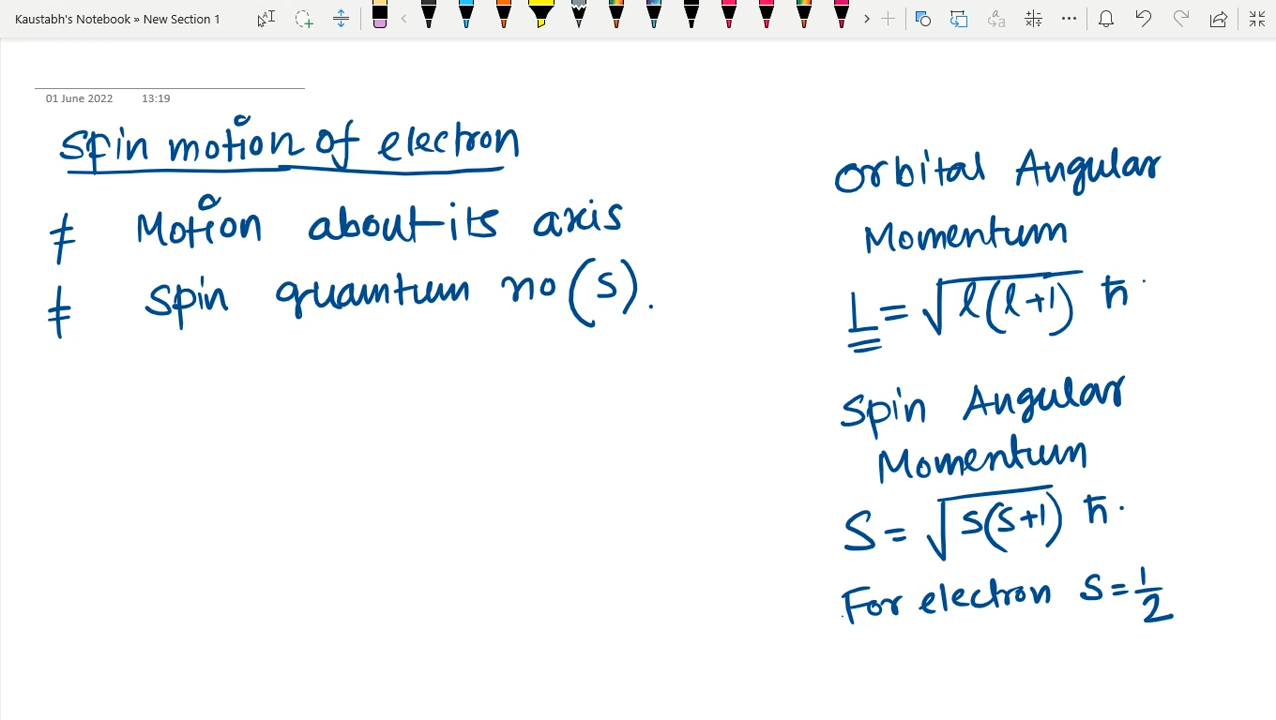 Kaustabh's Notebook » New Section 1
01 June 2022 13:19
Spin motion of electron
≠ Motion about its axis
≠ Spin quantum no (s).
Orbital Angular
Momentum
L = √l(l+1) ħ
Spin Angular
Momentum
S = √s(s+1) ħ.
For electron s = 1/2